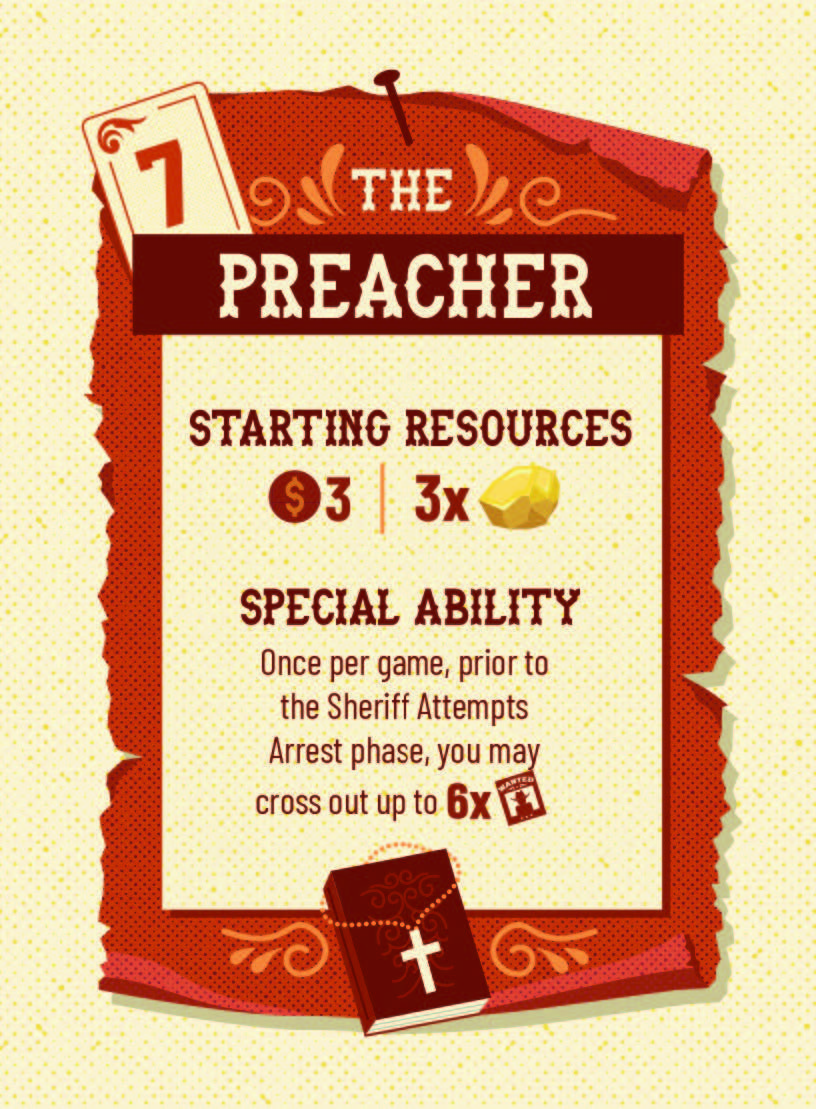 7
THE
PREACHER
STARTING RESOURCES
$ 3 | 3x
SPECIAL ABILITY
Once per game, prior to
the Sheriff Attempts
Arrest phase, you may
cross out up to 6x
WANTED